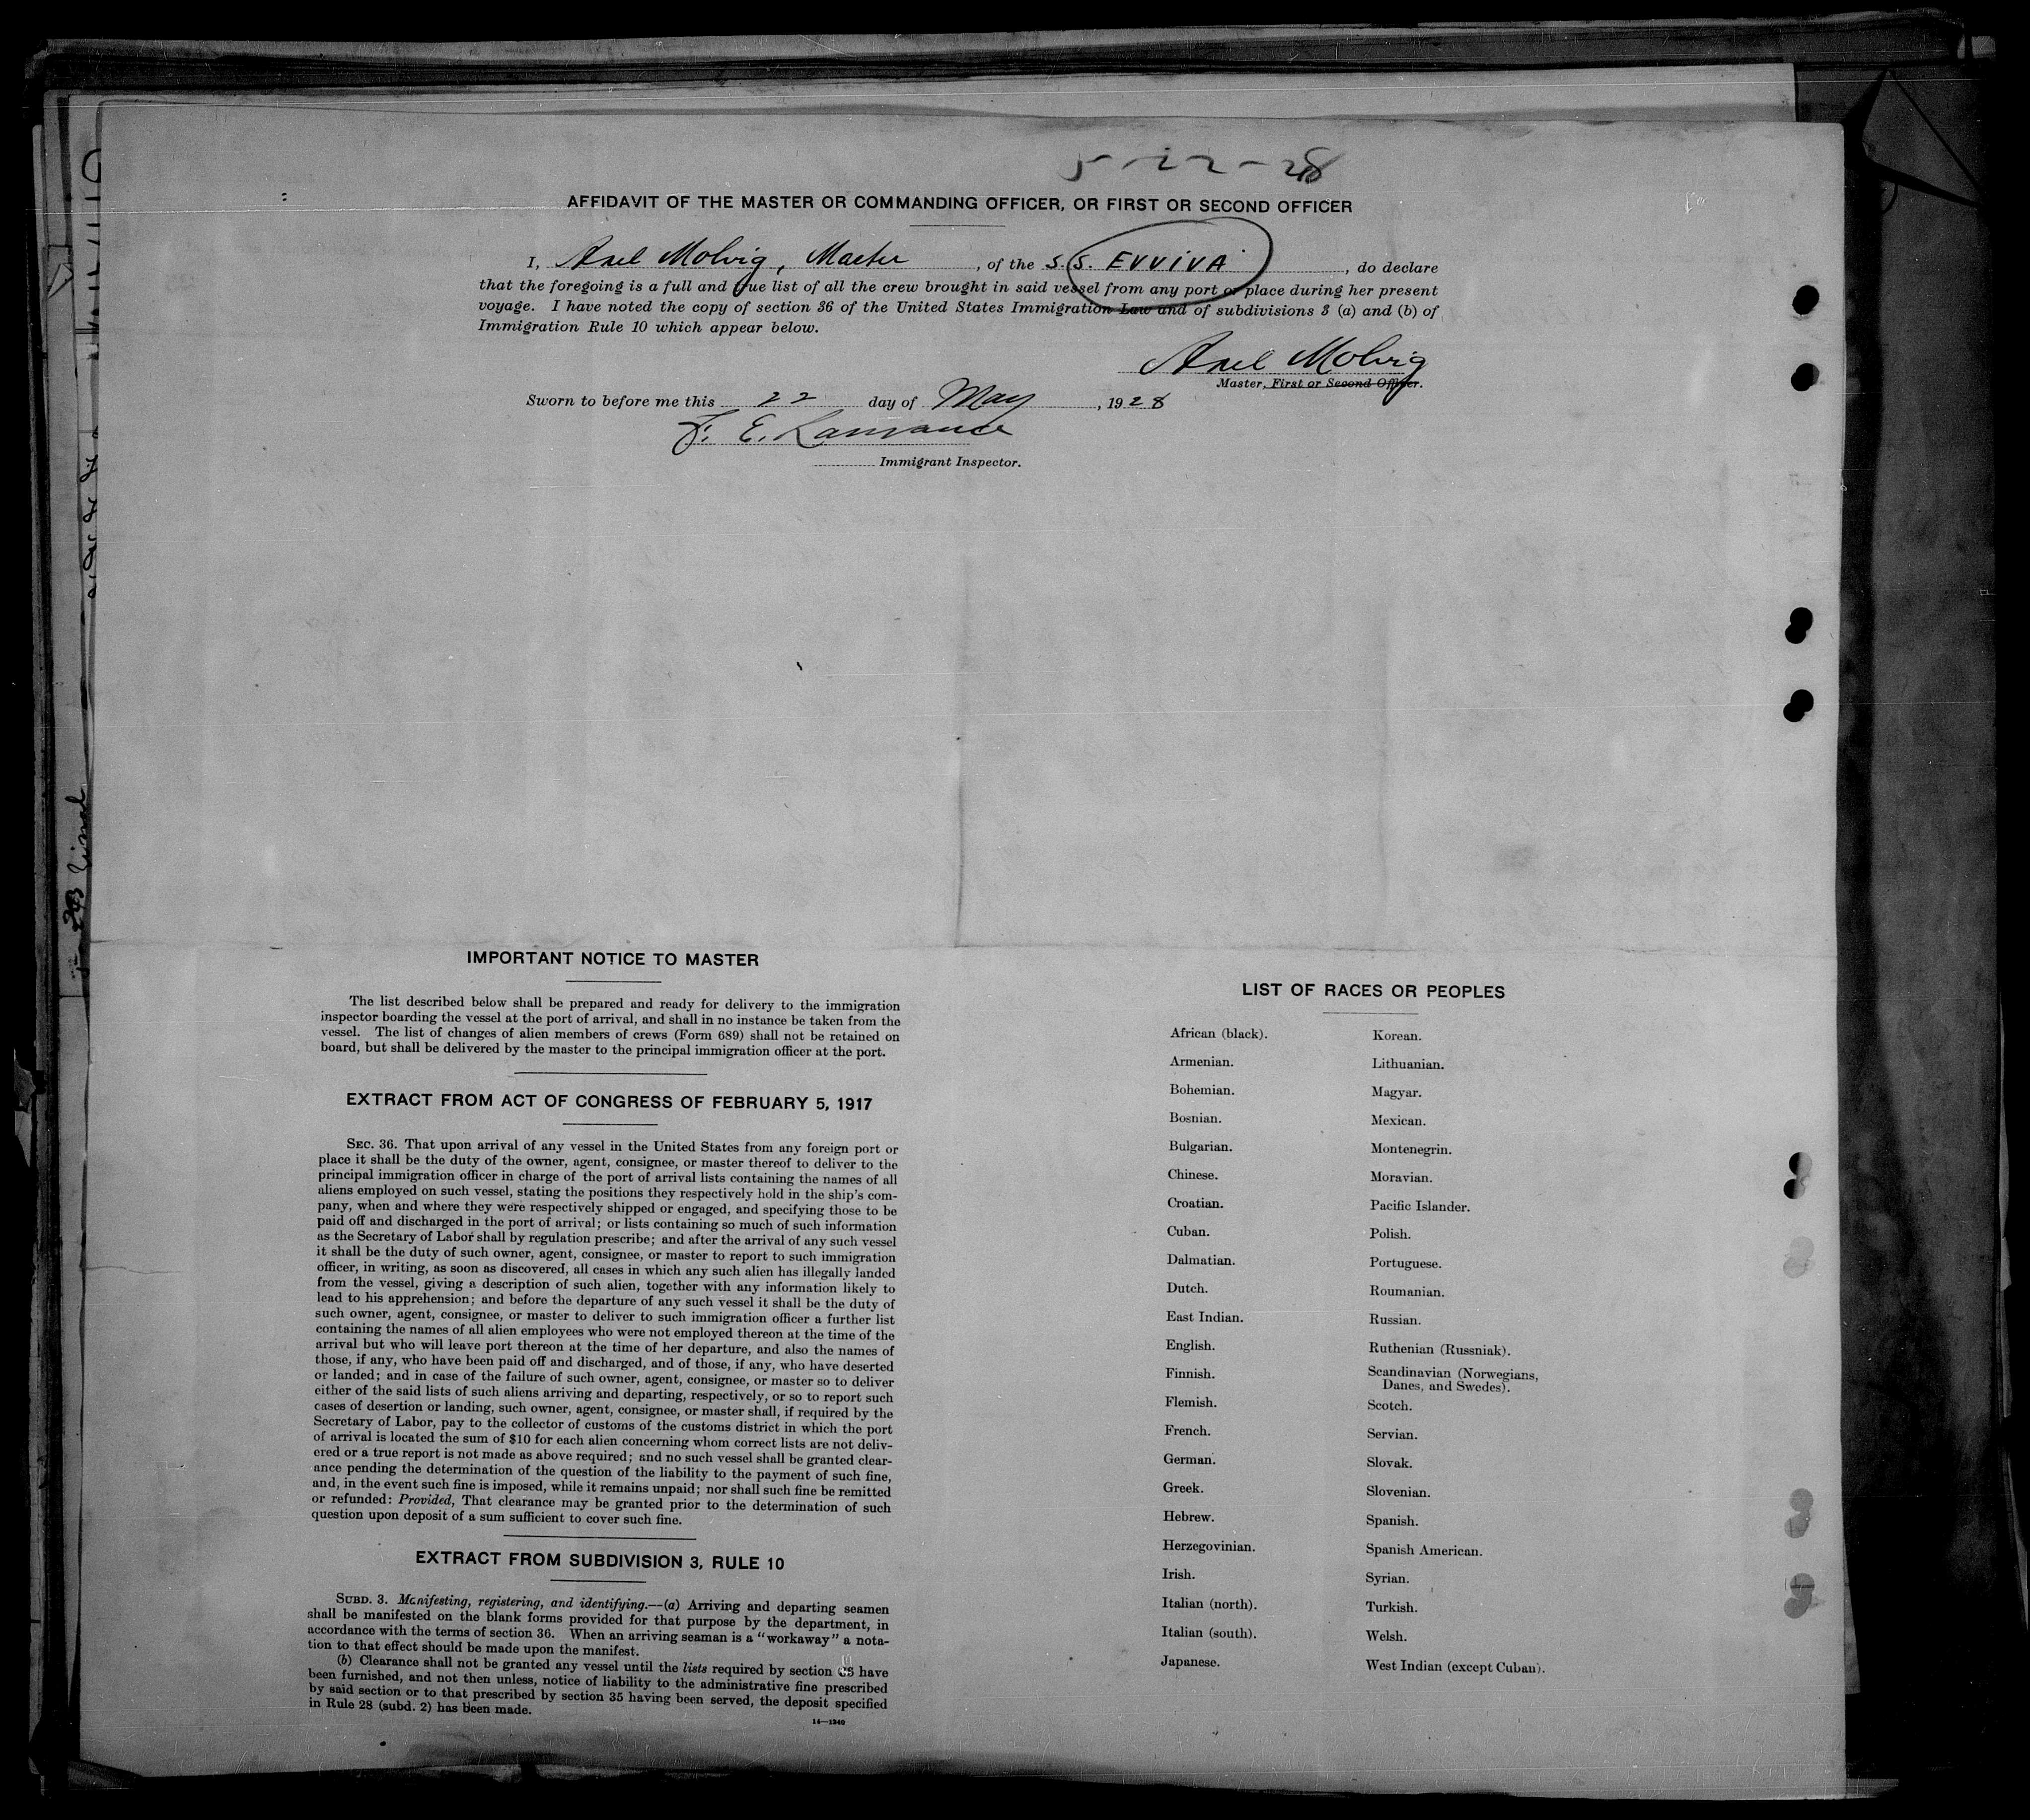 5-22-28
AFFIDAVIT OF THE MASTER OR COMMANDING OFFICER, OR FIRST OR SECOND OFFICER
I, Axel Molvig, Master, of the S.S. EVVIVA, do declare
that the foregoing is a full and true list of all the crew brought in said vessel from any port or place during her present
voyage. I have noted the copy of section 36 of the United States Immigration Law and of subdivisions 3 (a) and (b) of
Immigration Rule 10 which appear below.
Axel Molvig
Master, First or Second Officer.
Sworn to before me this 22 day of May, 1928
F. E.
Immigrant Inspector.
IMPORTANT NOTICE TO MASTER
The list described below shall be prepared and ready for delivery to the immigration
inspector boarding the vessel at the port of arrival, and shall in no instance be taken from the
vessel. The list of changes of alien members of crews (Form 689) shall not be retained on
board, but shall be delivered by the master to the principal immigration officer at the port.
EXTRACT FROM ACT OF CONGRESS OF FEBRUARY 5, 1917
SEC. 36. That upon arrival of any vessel in the United States from any foreign port or
place it shall be the duty of the owner, agent, consignee, or master thereof to deliver to the
principal immigration officer in charge of the port of arrival lists containing the names of all
aliens employed on such vessel, stating the positions they respectively hold in the ship's com-
pany, when and where they were respectively shipped or engaged, and specifying those to be
paid off and discharged in the port of arrival; or lists containing so much of such information
as the Secretary of Labor shall by regulation prescribe; and after the arrival of any such vessel
it shall be the duty of such owner, agent, consignee, or master to report to such immigration
officer, in writing, as soon as discovered, all cases in which any such alien has illegally landed
from the vessel, giving a description of such alien, together with any information likely to
lead to his apprehension; and before the departure of any such vessel it shall be the duty of
such owner, agent, consignee, or master to deliver to such immigration officer a further list
containing the names of all alien employees who were not employed thereon at the time of the
arrival but who will leave port thereon at the time of her departure, and also the names of
those, if any, who have been paid off and discharged, and of those, if any, who have deserted
or landed; and in case of the failure of such owner, agent, consignee, or master so to deliver
either of the said lists of such aliens arriving and departing, respectively, or so to report such
cases of desertion or landing, such owner, agent, consignee, or master shall, if required by the
Secretary of Labor, pay to the collector of customs of the customs district in which the port
of arrival is located the sum of $10 for each alien concerning whom correct lists are not deliv-
ered or a true report is not made as above required; and no such vessel shall be granted clear-
ance pending the determination of the question of the liability to the payment of such fine,
and, in the event such fine is imposed, while it remains unpaid; nor shall such fine be remitted
or refunded: Provided, That clearance may be granted prior to the determination of such
question upon deposit of a sum sufficient to cover such fine.
EXTRACT FROM SUBDIVISION 3, RULE 10
SUBD. 3. Manifesting, registering, and identifying.—(a) Arriving and departing seamen
shall be manifested on the blank forms provided for that purpose by the department, in
accordance with the terms of section 36. When an arriving seaman is a "workaway" a nota-
tion to that effect should be made upon the manifest.
(b) Clearance shall not be granted any vessel until the lists required by section 36 have
been furnished, and not then unless, notice of liability to the administrative fine prescribed
by said section or to that prescribed by section 35 having been served, the deposit specified
in Rule 28 (subd. 2) has been made.
14—1240
LIST OF RACES OR PEOPLES
African (black).
Armenian.
Bohemian.
Bosnian.
Bulgarian.
Chinese.
Croatian.
Cuban.
Dalmatian.
Dutch.
East Indian.
English.
Finnish.
Flemish.
French.
German.
Greek.
Hebrew.
Herzegovinian.
Irish.
Italian (north).
Italian (south).
Japanese.
Korean.
Lithuanian.
Magyar.
Mexican.
Montenegrin.
Moravian.
Pacific Islander.
Polish.
Portuguese.
Roumanian.
Russian.
Ruthenian (Russniak).
Scandinavian (Norwegians,
Danes, and Swedes).
Scotch.
Servian.
Slovak.
Slovenian.
Spanish.
Spanish American.
Syrian.
Turkish.
Welsh.
West Indian (except Cuban).